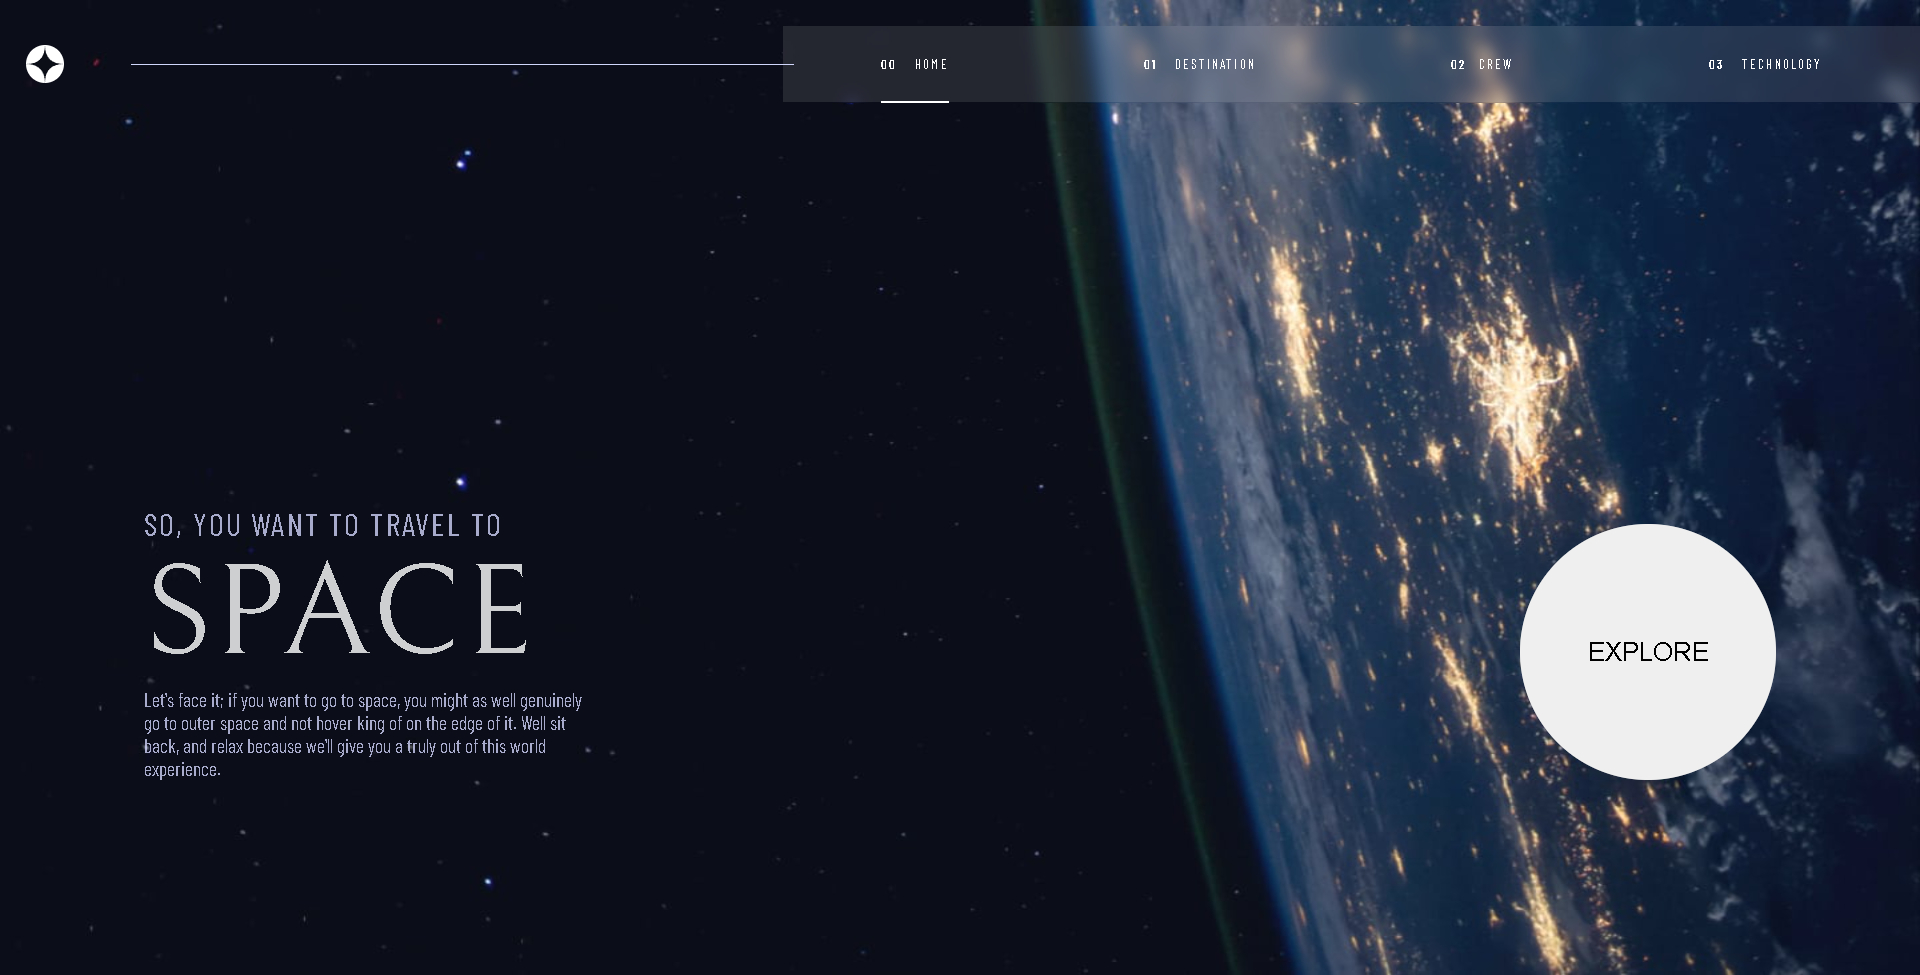 00 HOME 01 DESTINATION 02 CREW 03 TECHNOLOGY
SO, YOU WANT TO TRAVEL TO
SPACE
Let's face it; if you want to go to space, you might as well genuinely
go to outer space and not hover king of on the edge of it. Well sit
back, and relax because we'll give you a truly out of this world
experience.
EXPLORE